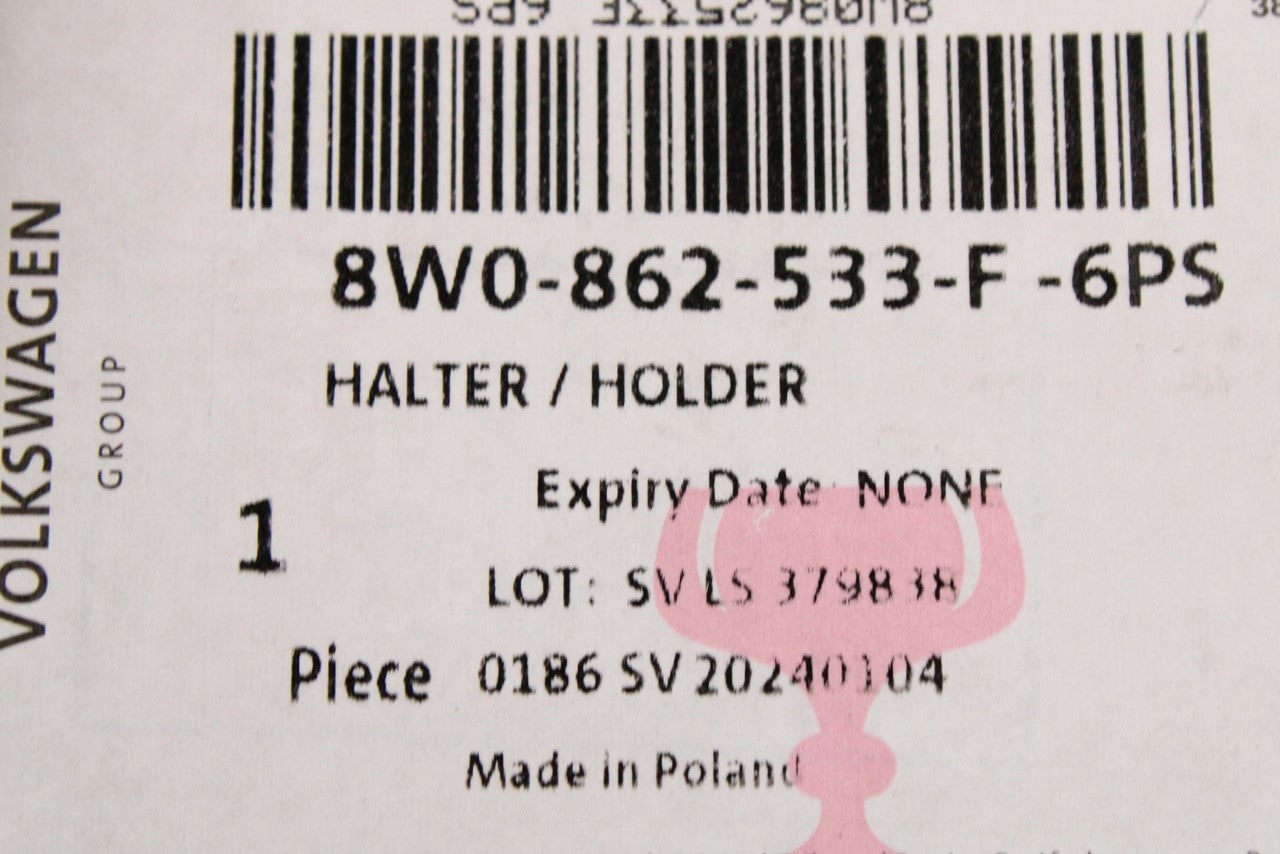 8W0-862-533-F -6PS
HALTER / HOLDER
Expiry Date NONE
1
LOT: SV LS 379838
Piece 0186 SV 20240104
Made in Poland
VOLKSWAGEN
GROUP